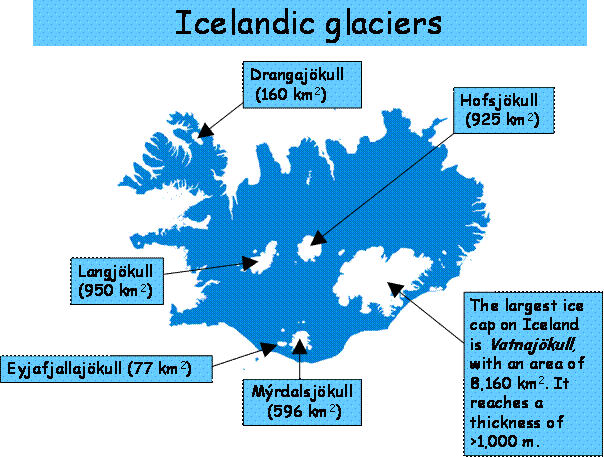 Icelandic glaciers
Drangajökull
(160 km²)
Hofsjökull
(925 km²)
Langjökull
(950 km²)
The largest ice
cap on Iceland
is Vatnajökull,
with an area of
8,160 km². It
reaches a
thickness of
>1,000 m.
Eyjafjallajökull (77 km²)
Mýrdalsjökull
(596 km²)